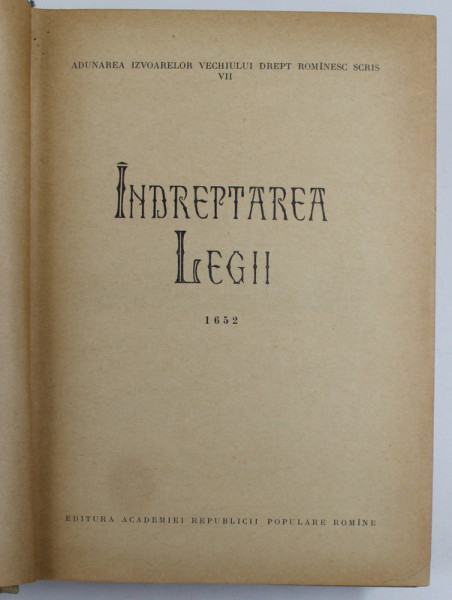 ADUNAREA IZVOARELOR VECHIULUI DREPT ROMÎNESC SCRIS
VII
ÎNDREPTAREA
LEGII
1652
EDITURA ACADEMIEI REPUBLICII POPULARE ROMÎNE